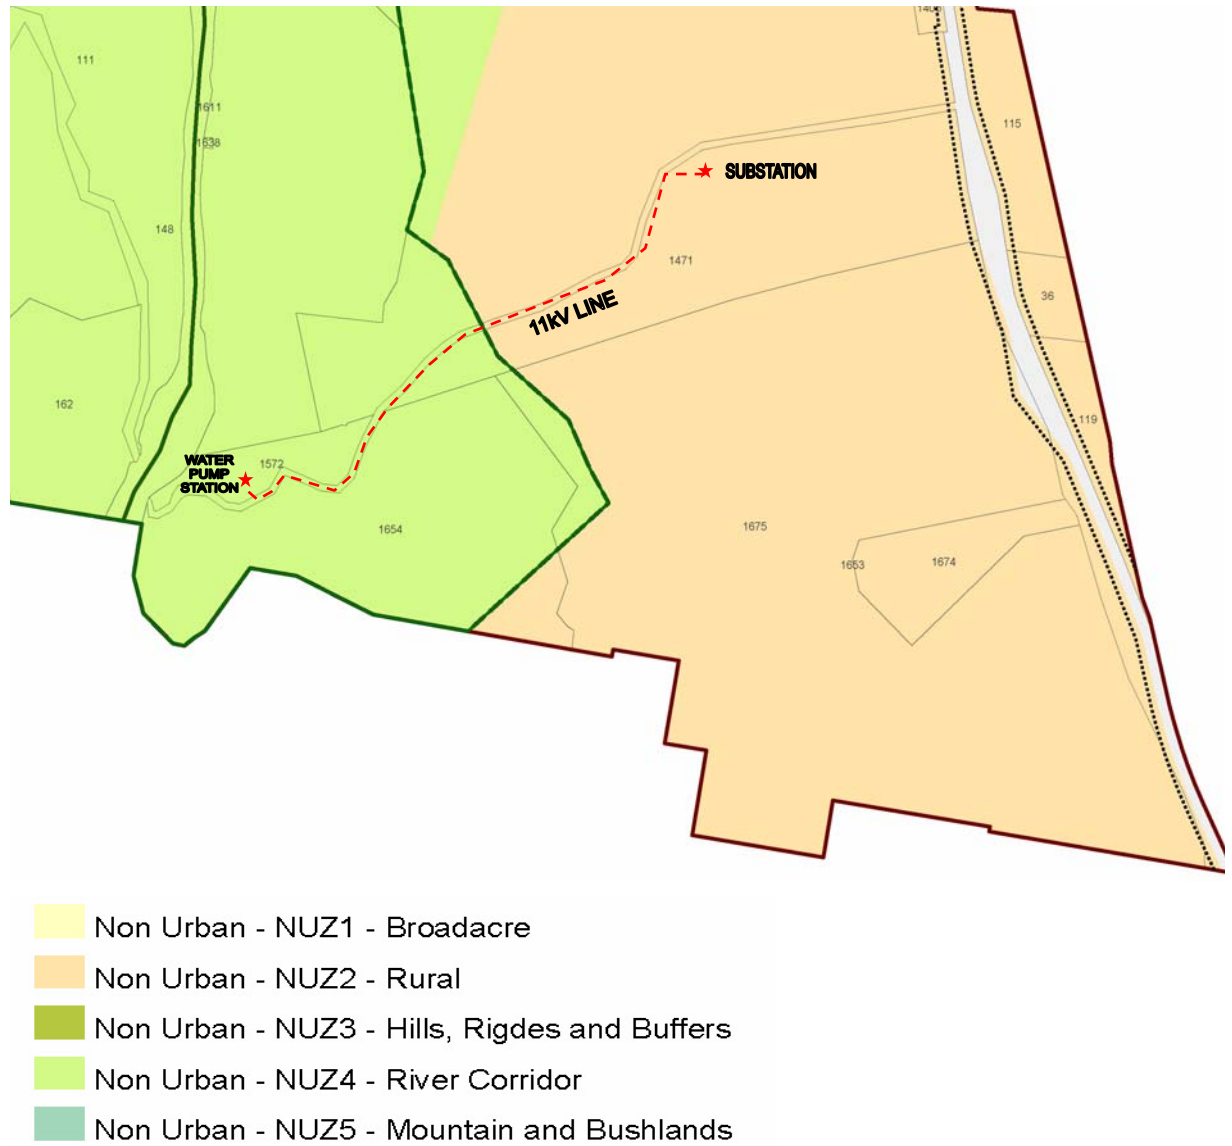 111
1611
1638
115
SUBSTATION
148
1471
36
11kV LINE
162
119
WATER
PUMP
STATION
1572
1654
1675
1653
1674
Non Urban - NUZ1 - Broadacre
Non Urban - NUZ2 - Rural
Non Urban - NUZ3 - Hills, Rigdes and Buffers
Non Urban - NUZ4 - River Corridor
Non Urban - NUZ5 - Mountain and Bushlands